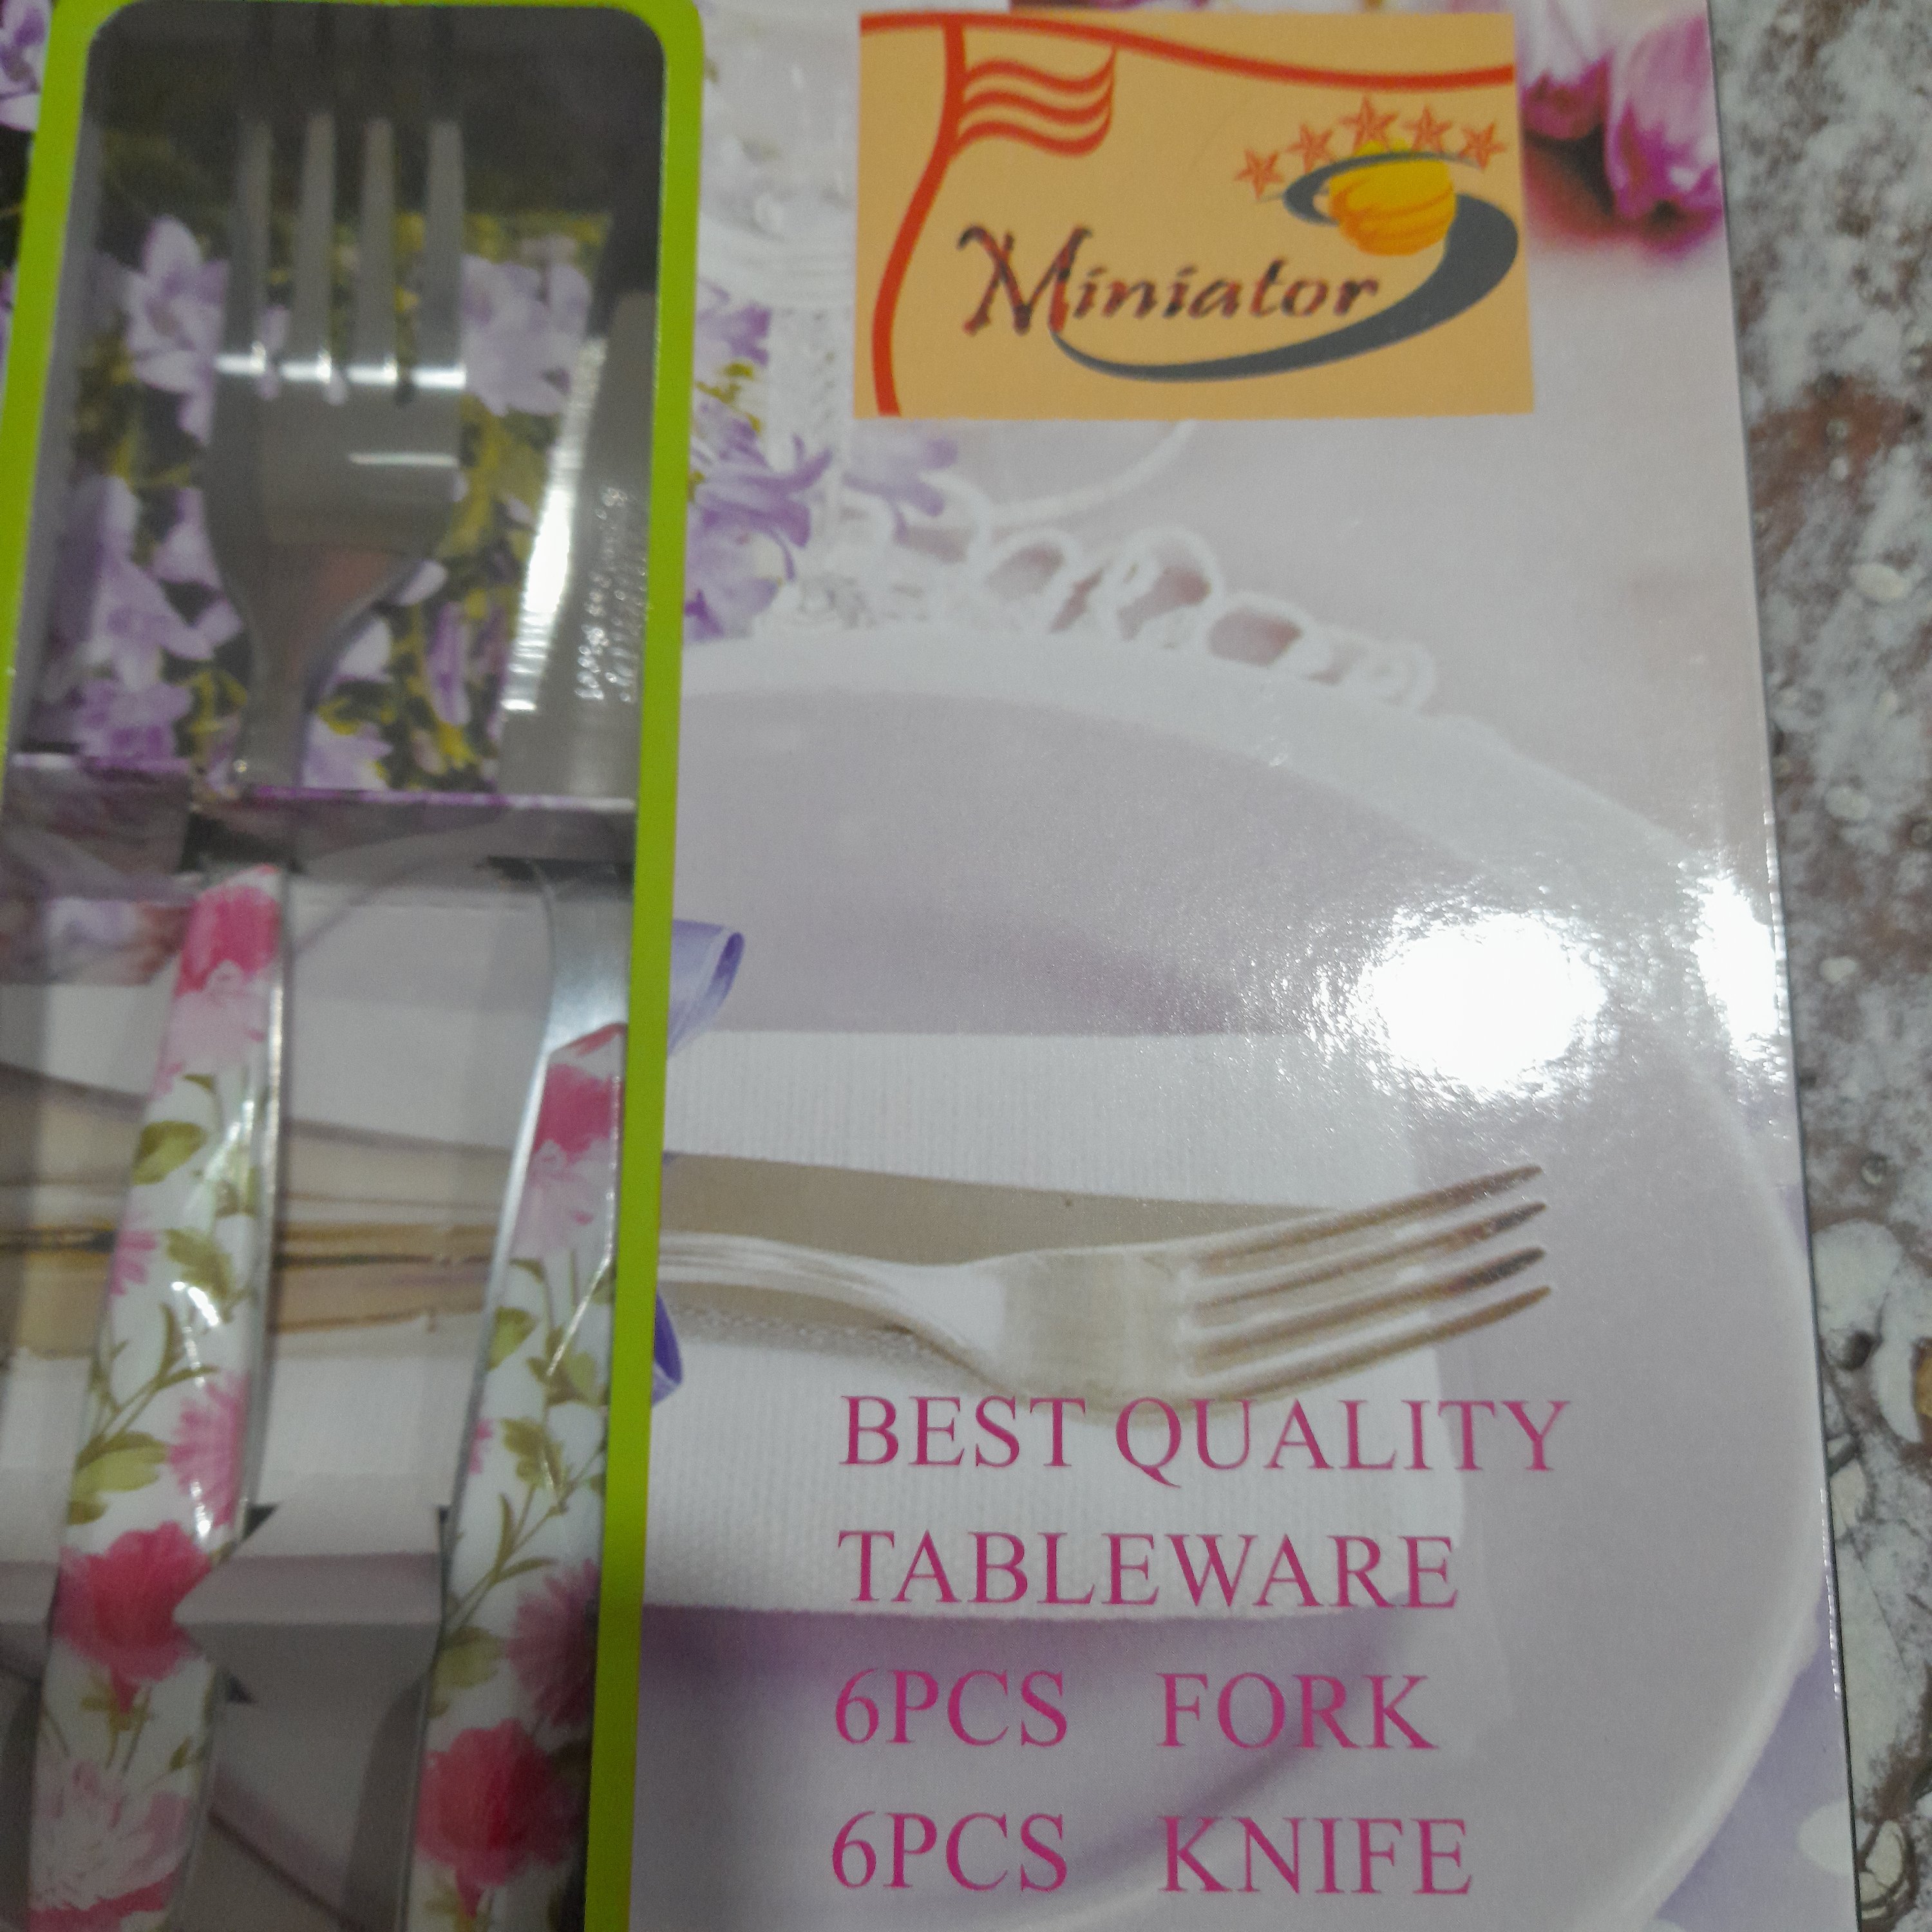 Miniator
BEST QUALITY
TABLEWARE
6PCS FORK
6PCS KNIFE